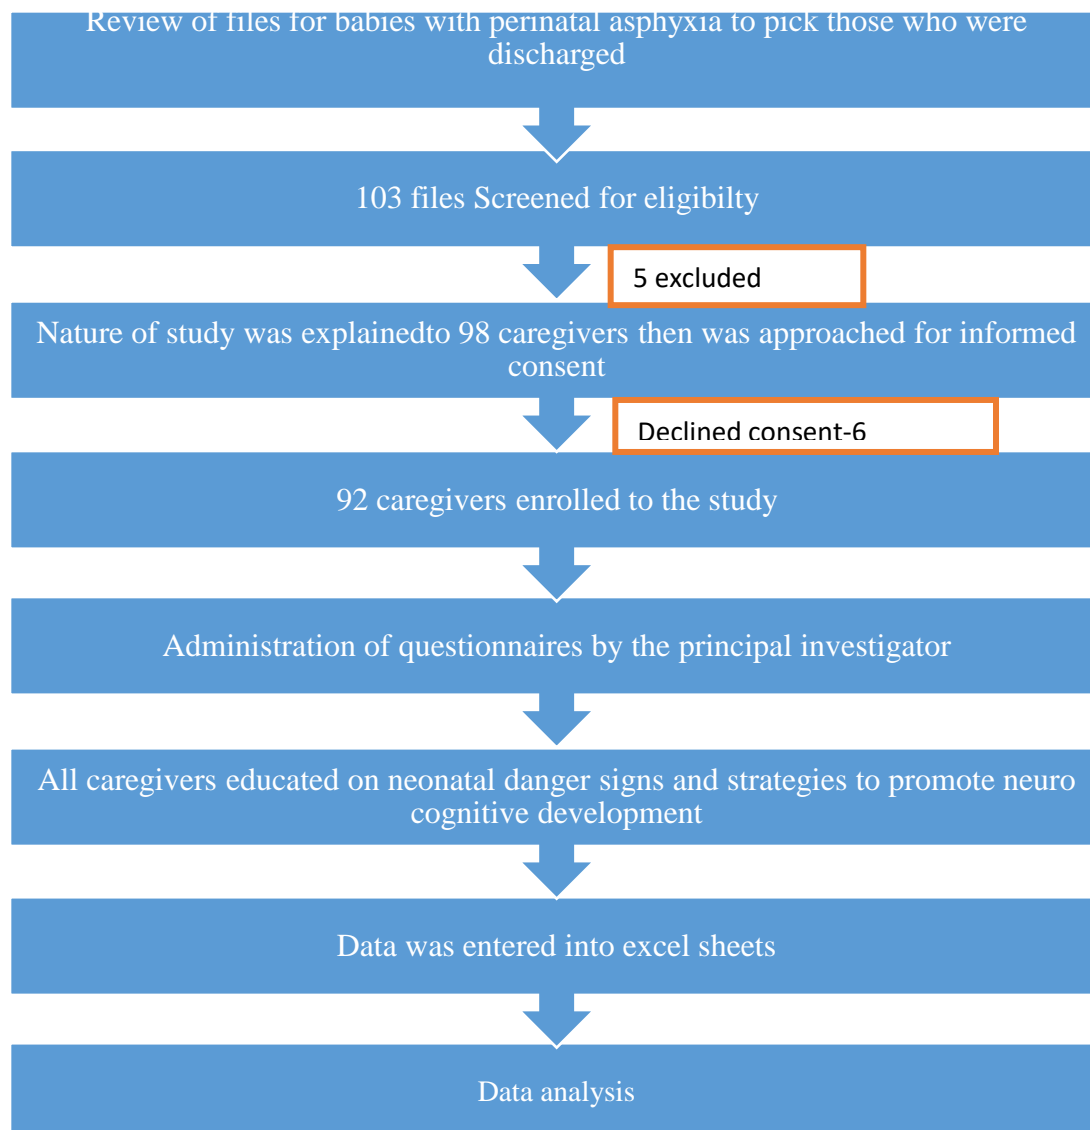 Review of files for babies with perinatal asphyxia to pick those who were
discharged
103 files Screened for eligibilty
5 excluded
Nature of study was explainedto 98 caregivers then was approached for informed
consent
Declined consent-6
92 caregivers enrolled to the study
Administration of questionnaires by the principal investigator
All caregivers educated on neonatal danger signs and strategies to promote neuro
cognitive development
Data was entered into excel sheets
Data analysis